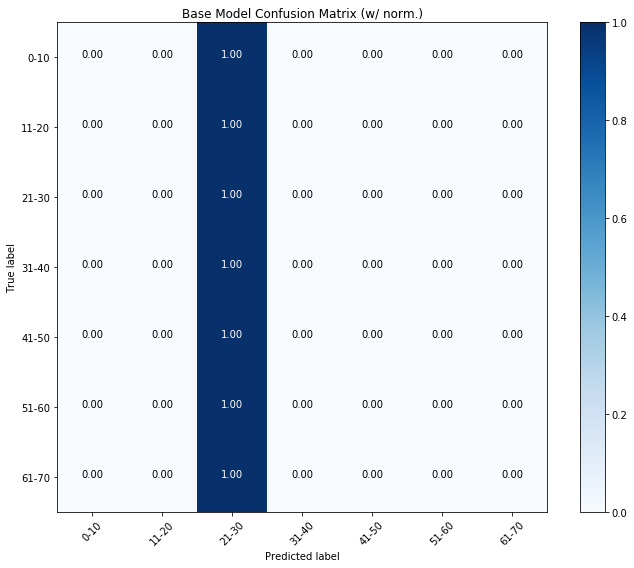 Base Model Confusion Matrix (w/ norm.)
0-10 0.00 0.00 1.00 0.00 0.00 0.00 0.00
11-20 0.00 0.00 1.00 0.00 0.00 0.00 0.00
21-30 0.00 0.00 1.00 0.00 0.00 0.00 0.00
31-40 0.00 0.00 1.00 0.00 0.00 0.00 0.00
41-50 0.00 0.00 1.00 0.00 0.00 0.00 0.00
51-60 0.00 0.00 1.00 0.00 0.00 0.00 0.00
61-70 0.00 0.00 1.00 0.00 0.00 0.00 0.00
True label
0-10 11-20 21-30 31-40 41-50 51-60 61-70
Predicted label
1.0
0.8
0.6
0.4
0.2
0.0